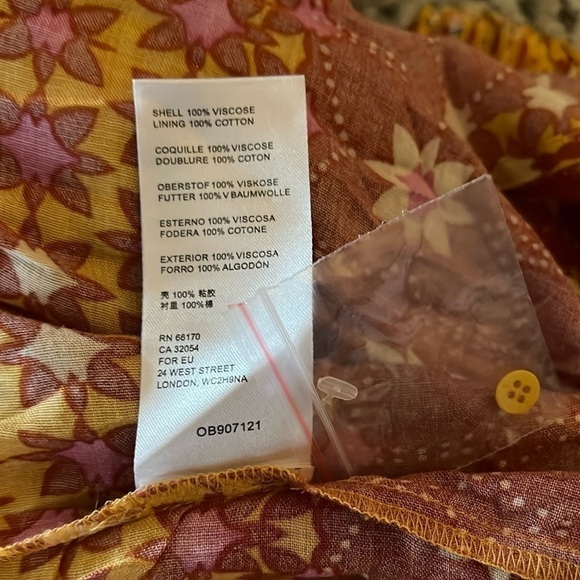 SHELL 100% VISCOSE
LINING 100% COTTON
COQUILLE 100% VISCOSE
DOUBLURE 100% COTON
OBERSTOF 100% VISKOSE
FUTTER 100% V BAUMWOLLE
ESTERNO 100% VISCOSA
FODERA 100% COTONE
EXTERIOR 100% VISCOSA
FORRO 100% ALGODÓN
壳 100% 粘胶
衬里 100%棉
RN 66170
CA 32054
FOR EU
24 WEST STREET
LONDON, WC2H9NA
OB907121